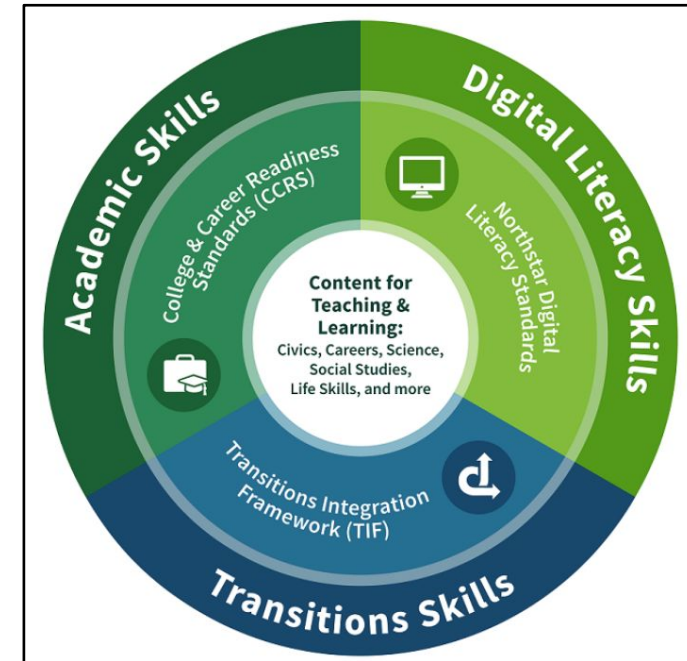 Academic Skills
College & Career Readiness
Standards (CCRS)
Digital Literacy Skills
Northstar Digital
Literacy Standards
Content for
Teaching &
Learning:
Civics, Careers, Science,
Social Studies,
Life Skills, and more
Transitions Integration
Framework (TIF)
Transitions Skills